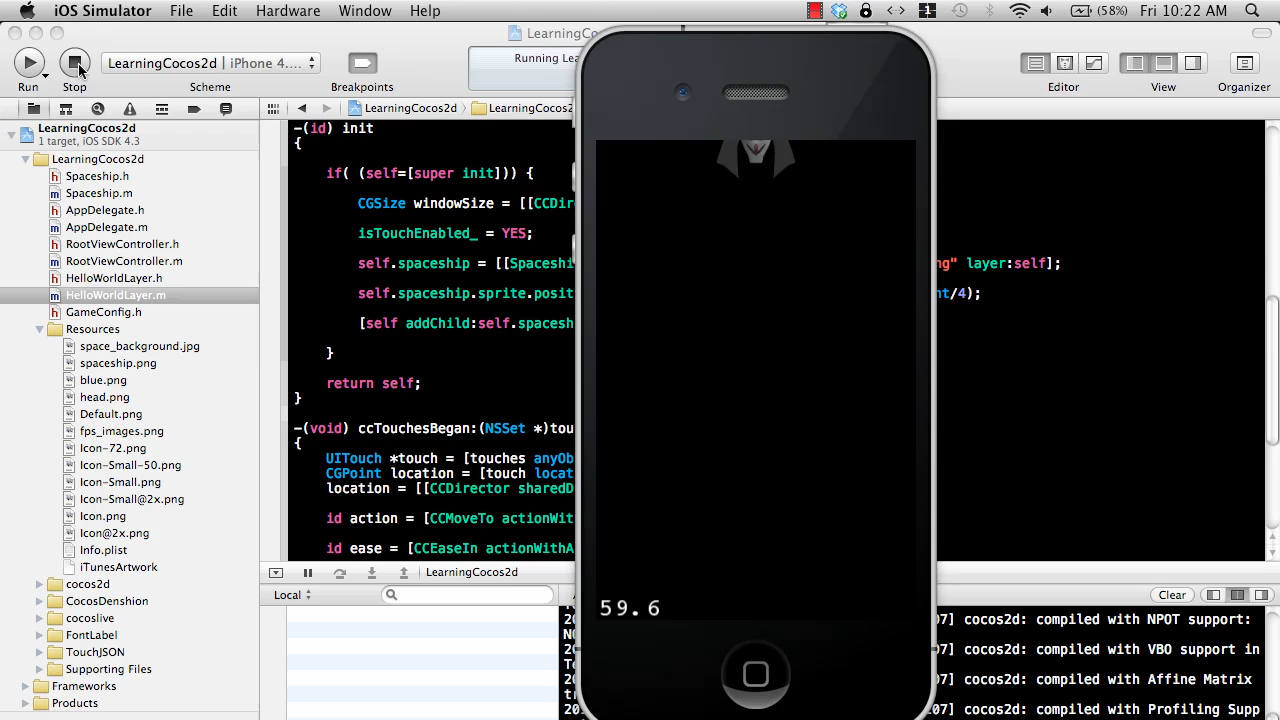 iOS Simulator File Edit Hardware Window Help (58%) Fri 10:22 AM
LearningCo
LearningCocos2d | iPhone 4.... Running Lea
Run Stop Scheme Breakpoints Editor View Organizer
LearningCocos2d LearningCocos2
LearningCocos2d
1 target, iOS SDK 4.3
LearningCocos2d
Spaceship.h
Spaceship.m
AppDelegate.h
AppDelegate.m
RootViewController.h
RootViewController.m
HelloWorldLayer.h
HelloWorldLayer.m
GameConfig.h
Resources
space_background.jpg
spaceship.png
blue.png
head.png
Default.png
fps_images.png
Icon-72.png
Icon-Small-50.png
Icon-Small.png
Icon-Small@2x.png
Icon.png
Icon@2x.png
Info.plist
iTunesArtwork
cocos2d
CocosDenshion
cocoslive
FontLabel
TouchJSON
Supporting Files
Frameworks
Products
-(id) init
{
if( (self=[super init])) {
CGSize windowSize = [[CCDir
isTouchEnabled_ = YES;
self.spaceship = [[Spaceshi ng" layer:self];
self.spaceship.sprite.posit nt/4);
[self addChild:self.spacesh
}
return self;
}
-(void) ccTouchesBegan:(NSSet *)tou
{
UITouch *touch = [touches anyOb
CGPoint location = [touch locat
location = [[CCDirector sharedD
id action = [CCMoveTo actionWit
id ease = [CCEaseIn actionWithA
59.6
LearningCocos2d
Local Clear
07] cocos2d: compiled with NPOT support:
07] cocos2d: compiled with VBO support in
07] cocos2d: compiled with Affine Matrix
07] cocos2d: compiled with Profiling Supp